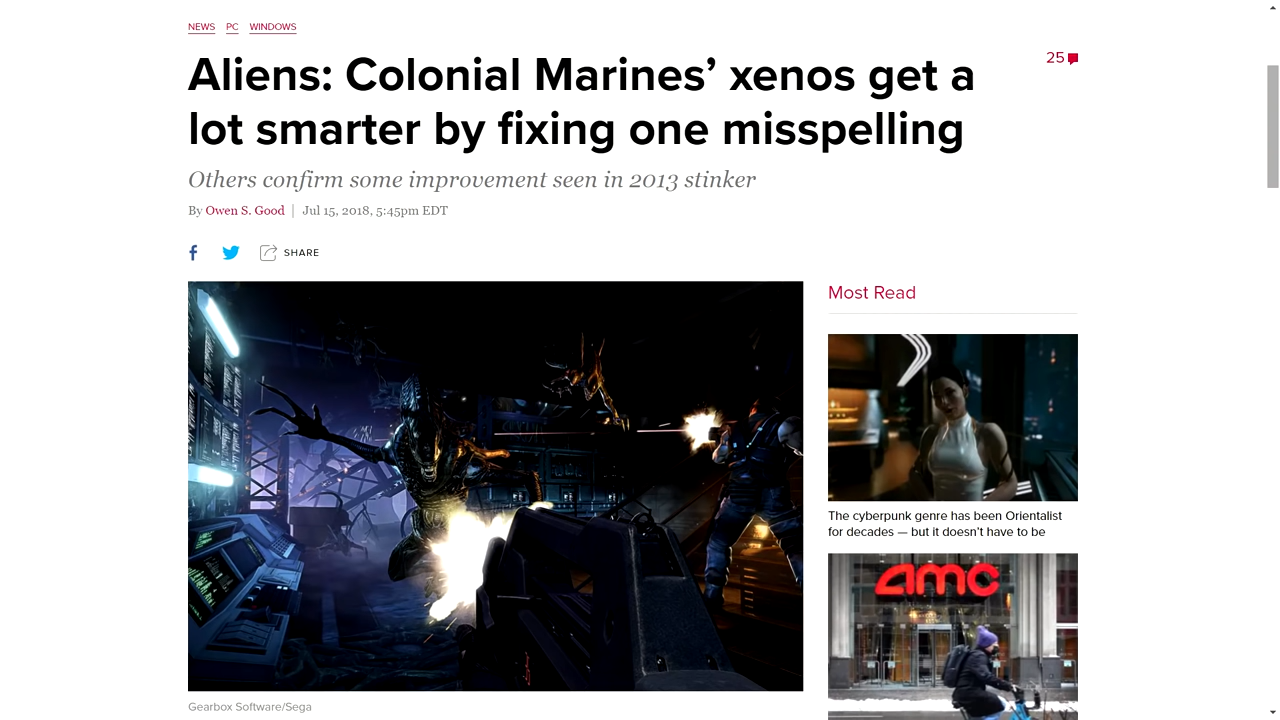 NEWS PC WINDOWS
Aliens: Colonial Marines’ xenos get a
lot smarter by fixing one misspelling
25
Others confirm some improvement seen in 2013 stinker
By Owen S. Good | Jul 15, 2018, 5:45pm EDT
SHARE
Gearbox Software/Sega
Most Read
The cyberpunk genre has been Orientalist
for decades — but it doesn’t have to be
amc